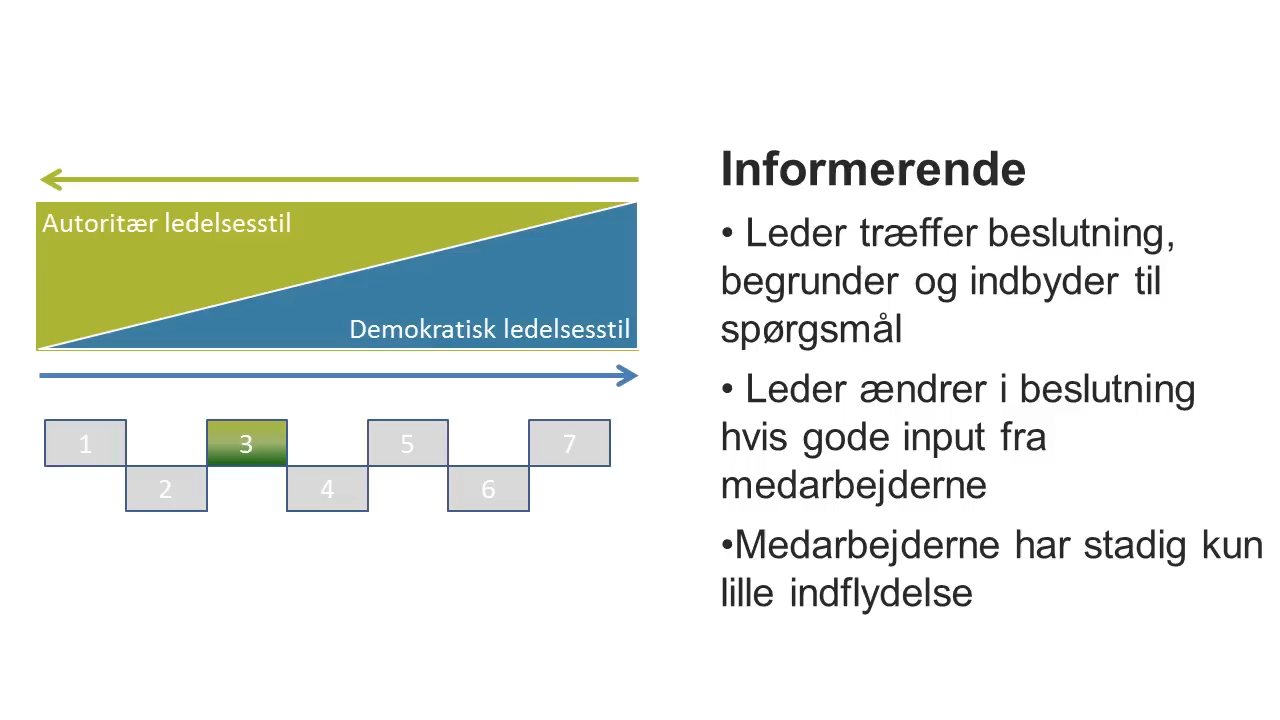 Autoritær ledelsesstil
Demokratisk ledelsesstil
1
2
3
4
5
6
7
Informerende
• Leder træffer beslutning,
begrunder og indbyder til
spørgsmål
• Leder ændrer i beslutning
hvis gode input fra
medarbejderne
•Medarbejderne har stadig kun
lille indflydelse